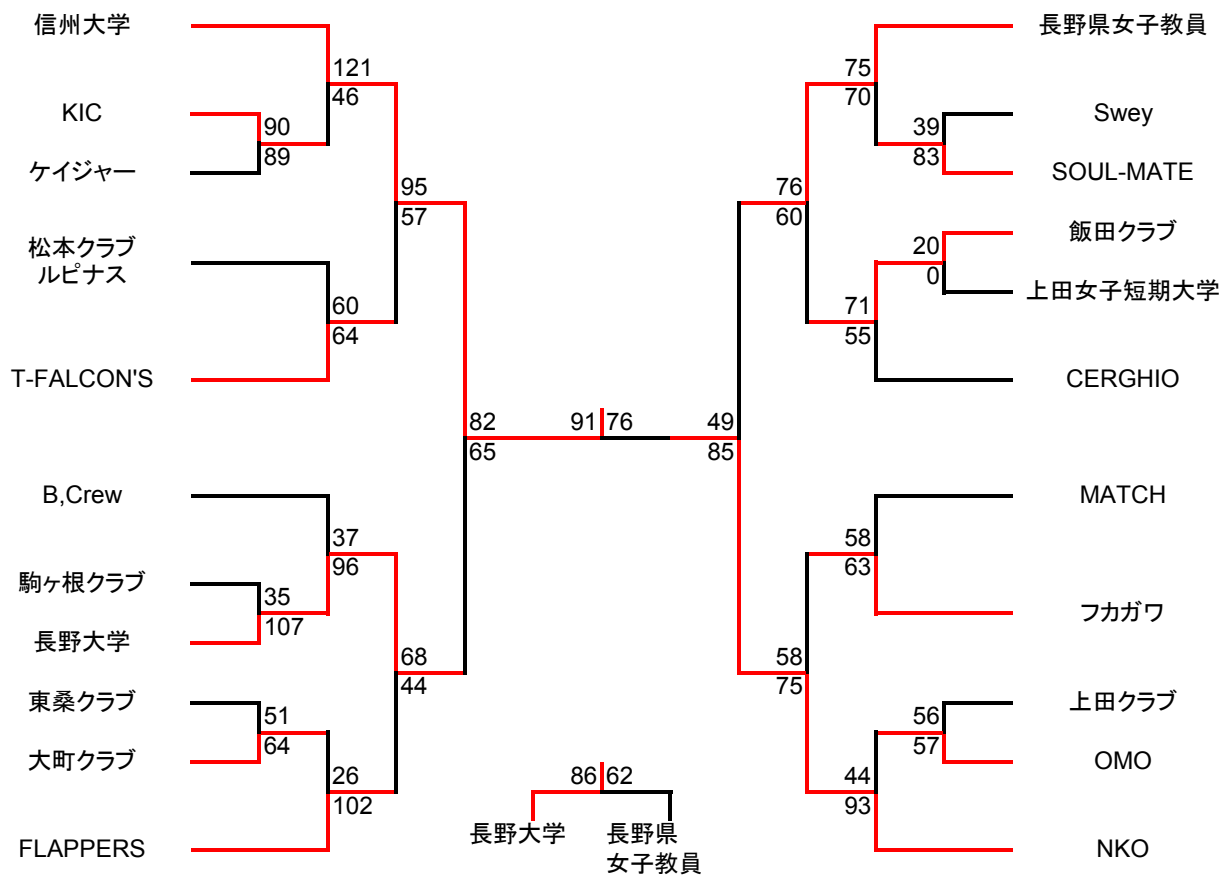 信州大学
121
46
KIC
90
89
ケイジャー
95
57
松本クラブ
ルピナス
60
64
T-FALCON'S
82
65
B,Crew
37
96
駒ヶ根クラブ
35
107
長野大学
68
44
東桑クラブ
51
64
大町クラブ
26
102
FLAPPERS
91 76
86 62
長野大学
長野県
女子教員
長野県女子教員
75
70
Swey
39
83
SOUL-MATE
76
60
飯田クラブ
20
0
上田女子短期大学
71
55
CERGHIO
49
85
MATCH
58
63
フカガワ
58
75
上田クラブ
56
57
OMO
44
93
NKO